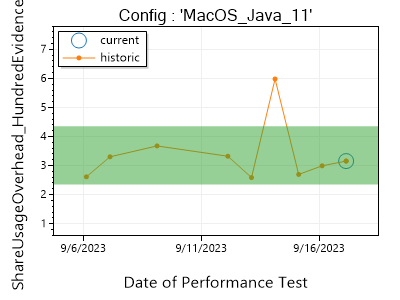 Config : 'MacOS_Java_11'
current
historic
ShareUsageOverhead_HundredEvidence
7
6
5
4
3
2
1
9/6/2023
9/11/2023
9/16/2023
Date of Performance Test